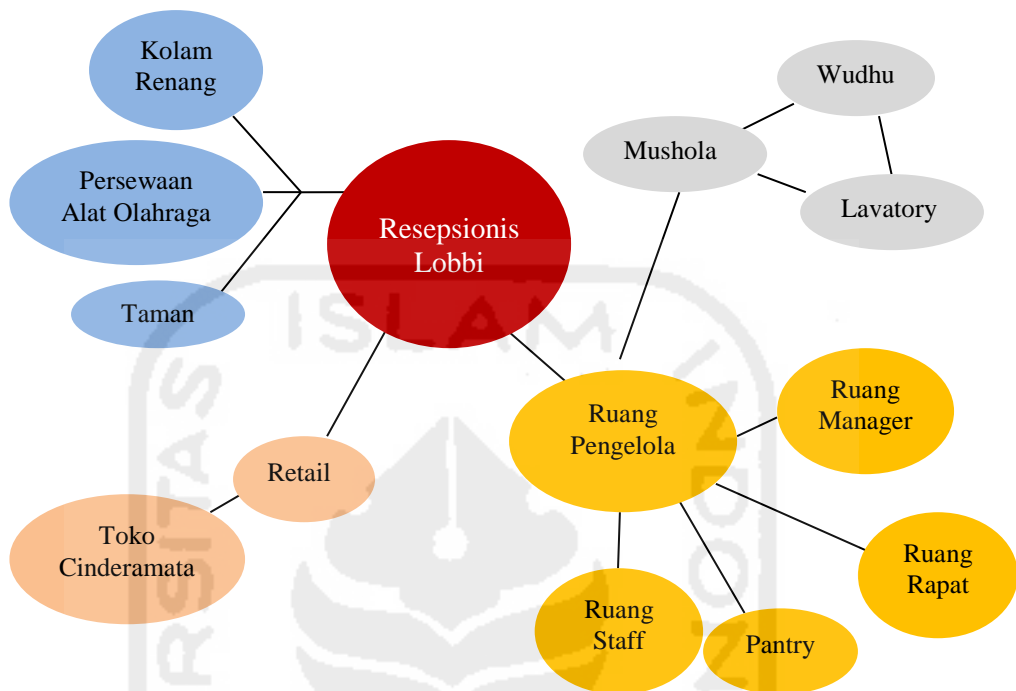 Kolam
Renang
Persewaan
Alat Olahraga
Taman
Resepsionis
Lobbi
Wudhu
Mushola
Lavatory
Ruang
Manager
Ruang
Pengelola
Retail
Toko
Cinderamata
Ruang
Rapat
Ruang
Staff
Pantry
ISLAM